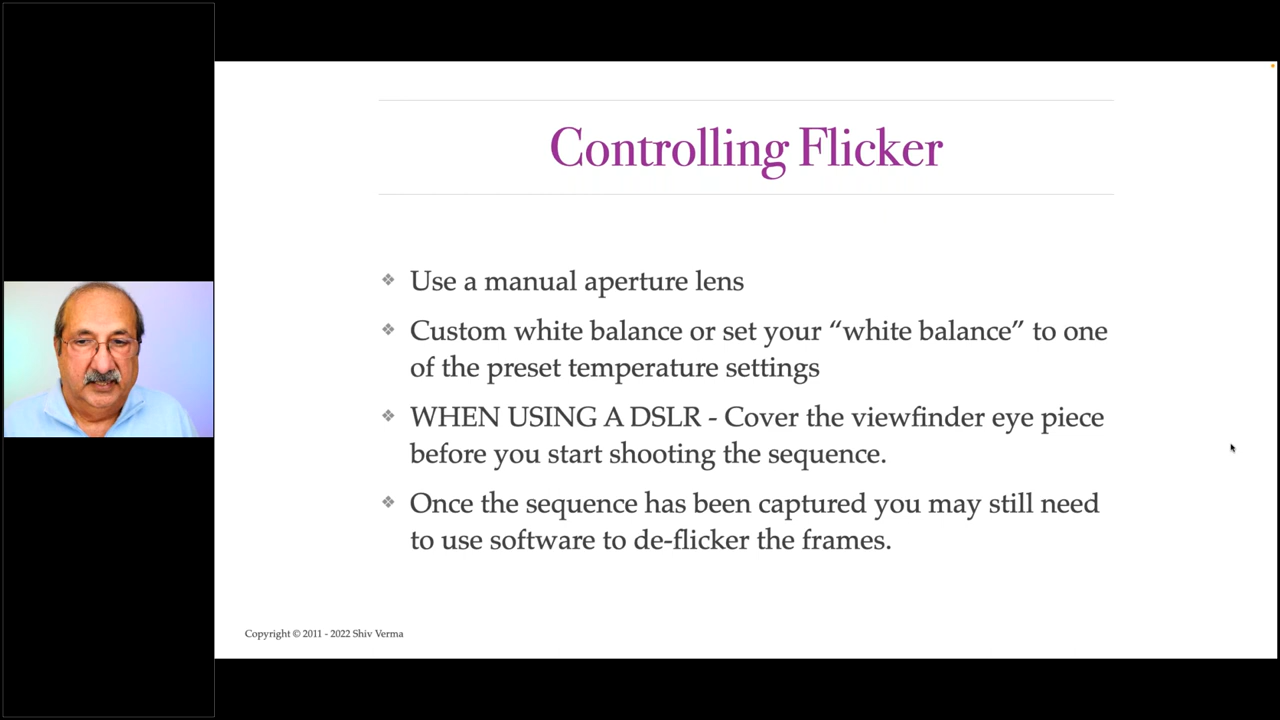 Controlling Flicker
❖ Use a manual aperture lens
❖ Custom white balance or set your “white balance” to one
of the preset temperature settings
❖ WHEN USING A DSLR - Cover the viewfinder eye piece
before you start shooting the sequence.
❖ Once the sequence has been captured you may still need
to use software to de-flicker the frames.
Copyright © 2011 - 2022 Shiv Verma